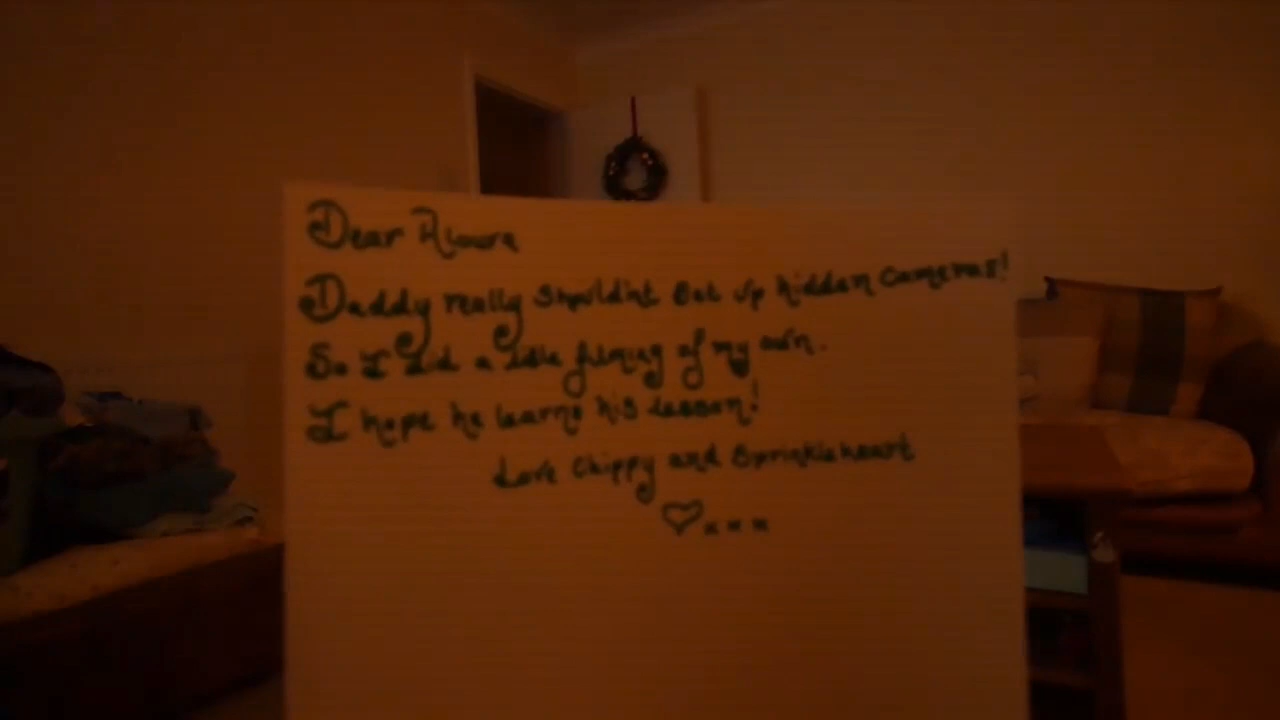 Dear
Daddy really Shouldn't Set up hidden Cameras!
So I did a little filming of my own.
I hope he learns his lesson!
Love Chippy and Sprinkleheart